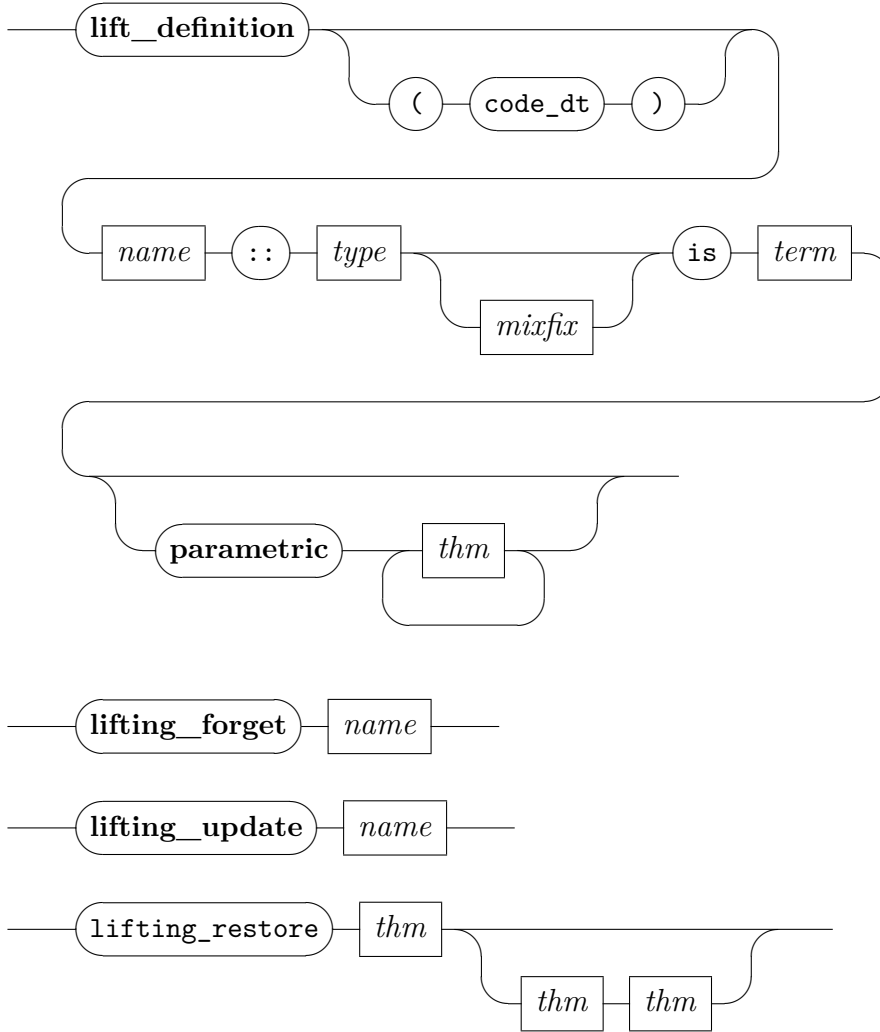 lift_definition
( code_dt )
name :: type is term
mixfix
parametric thm
lifting_forget name
lifting_update name
lifting_restore thm
thm thm